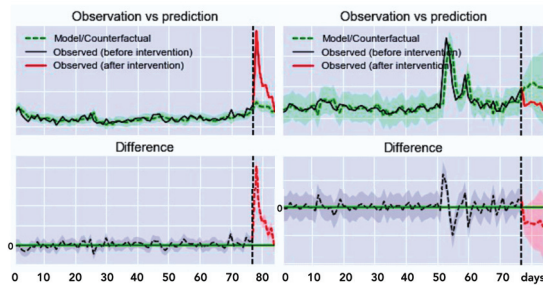 Observation vs prediction
Model/Counterfactual
Observed (before intervention)
Observed (after intervention)
Observation vs prediction
Model/Counterfactual
Observed (before intervention)
Observed (after intervention)
Difference
0
0 10 20 30 40 50 60 70 80
Difference
0
0 10 20 30 40 50 60 70 days